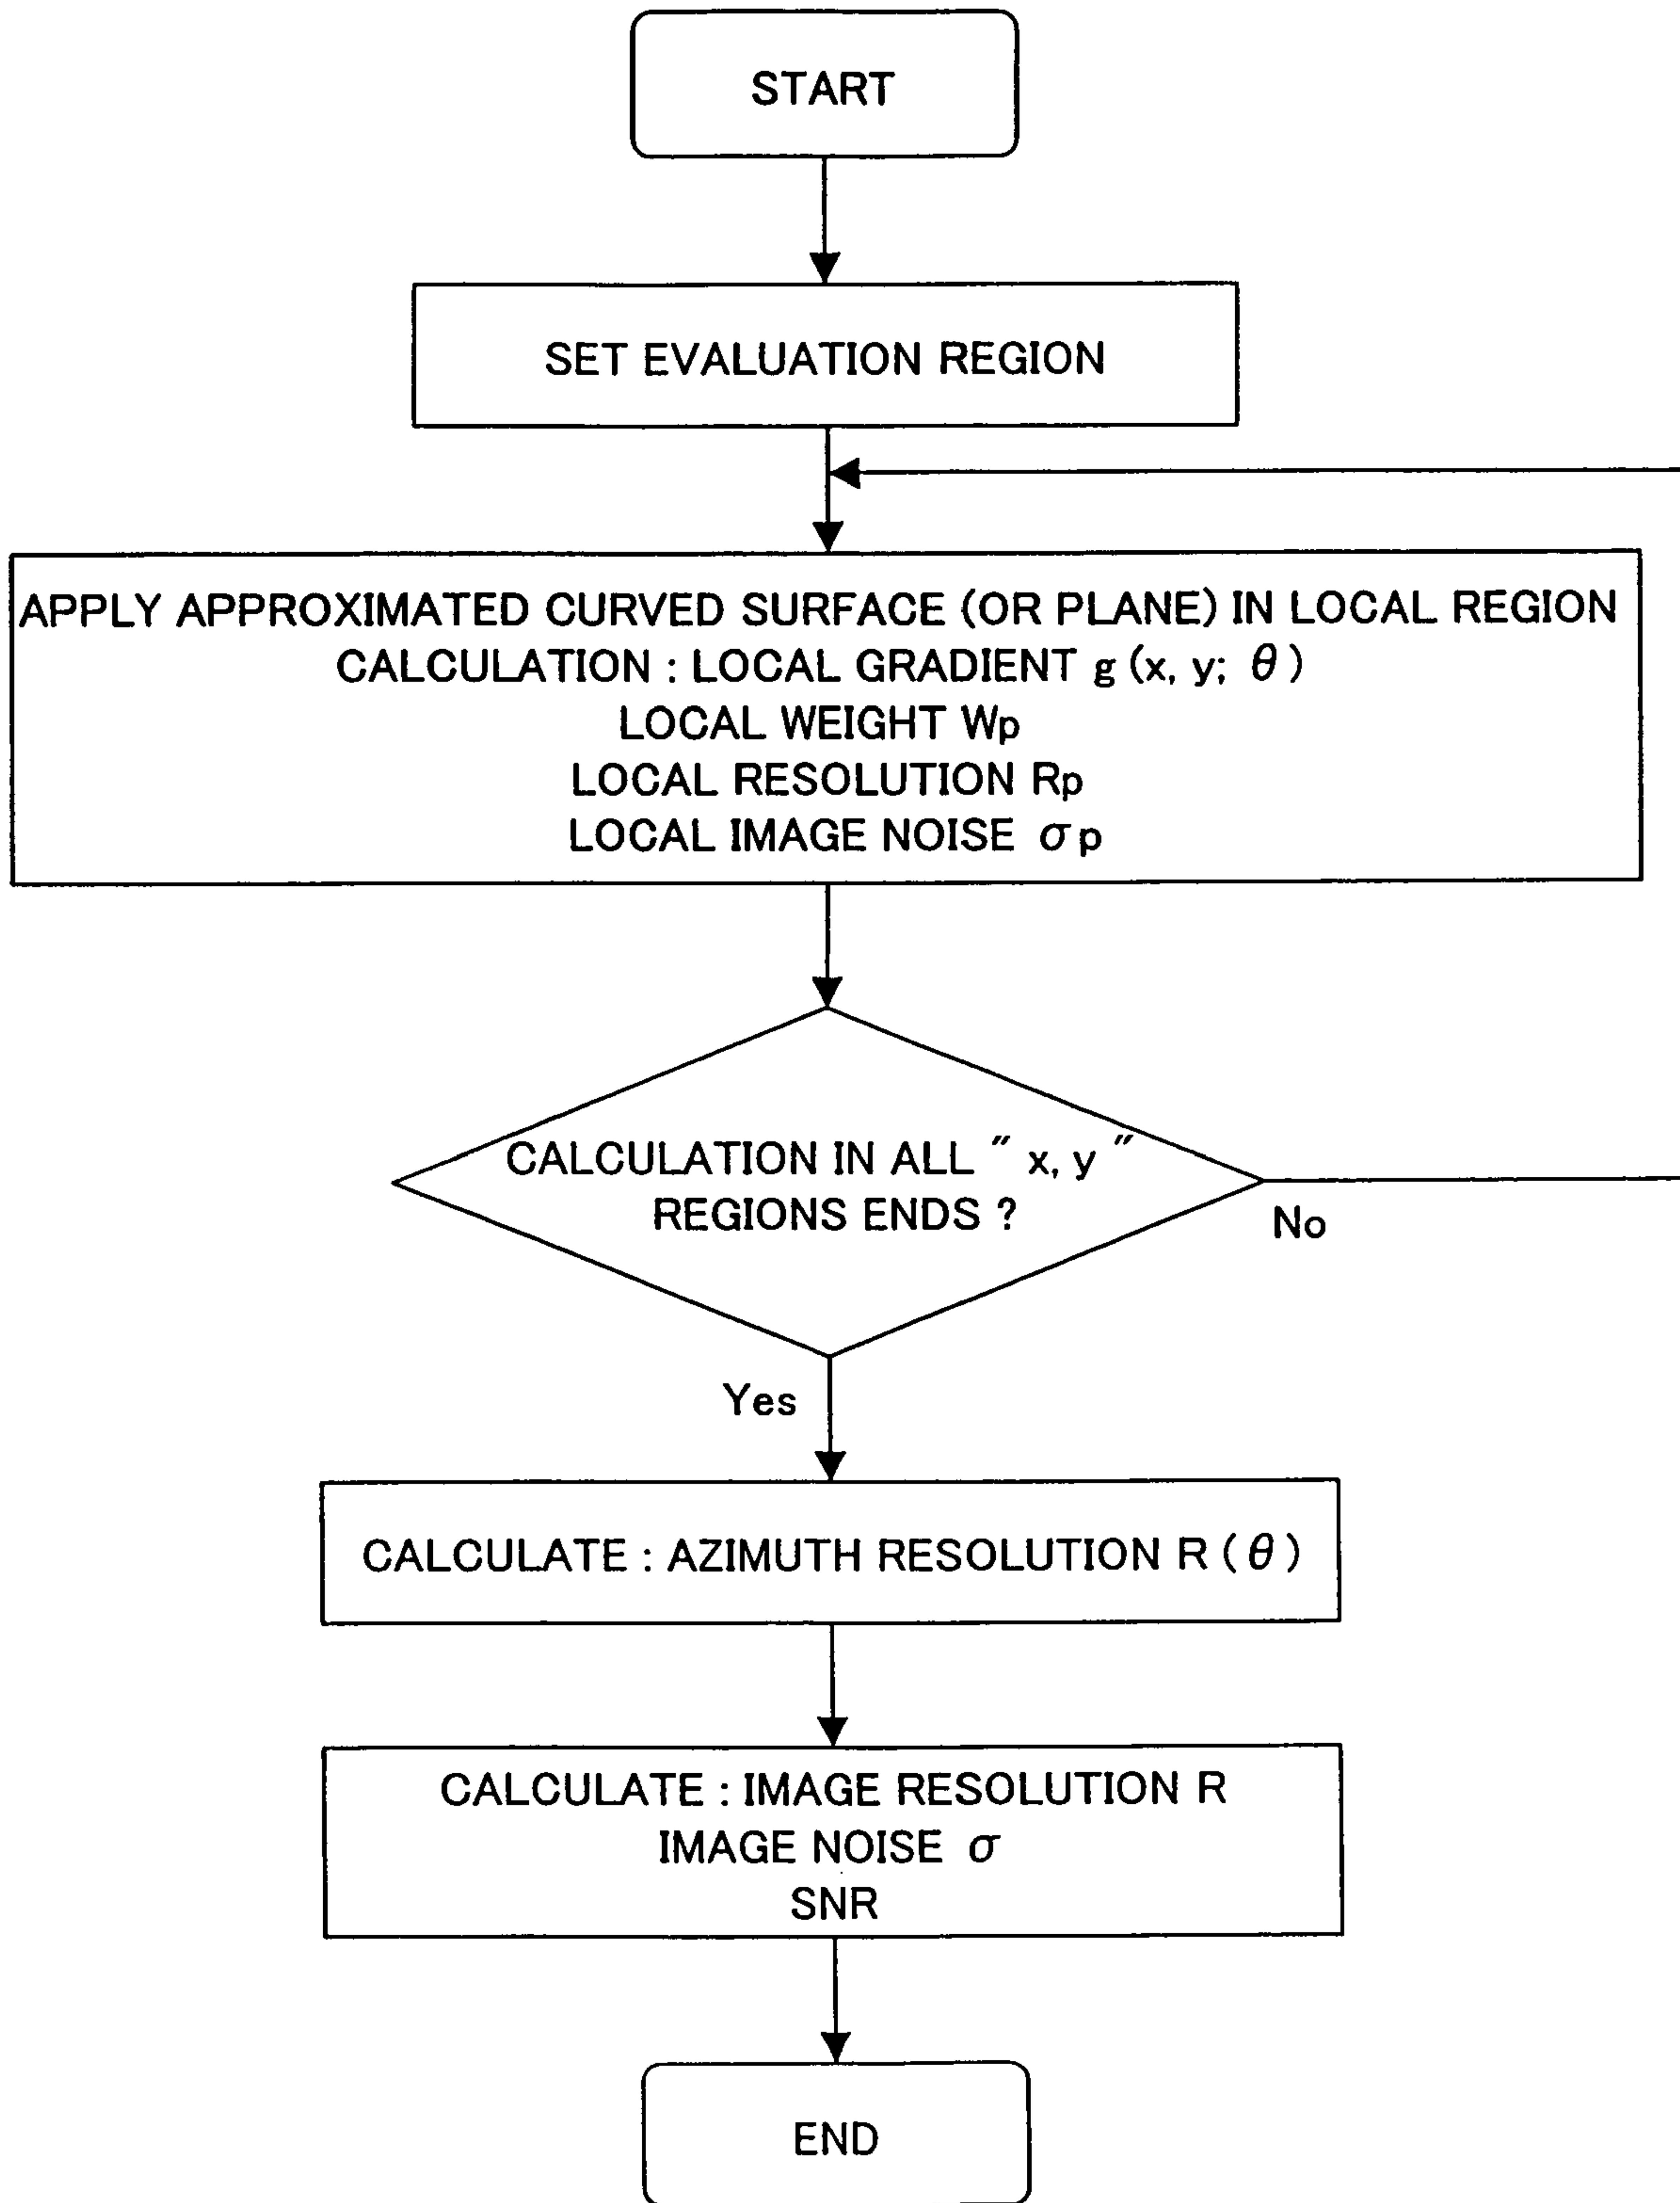 START
SET EVALUATION REGION
APPLY APPROXIMATED CURVED SURFACE (OR PLANE) IN LOCAL REGION
CALCULATION : LOCAL GRADIENT g (x, y; θ)
LOCAL WEIGHT Wp
LOCAL RESOLUTION Rp
LOCAL IMAGE NOISE σp
CALCULATION IN ALL ″ x, y ″
REGIONS ENDS ?
No
Yes
CALCULATE : AZIMUTH RESOLUTION R (θ)
CALCULATE : IMAGE RESOLUTION R
IMAGE NOISE σ
SNR
END